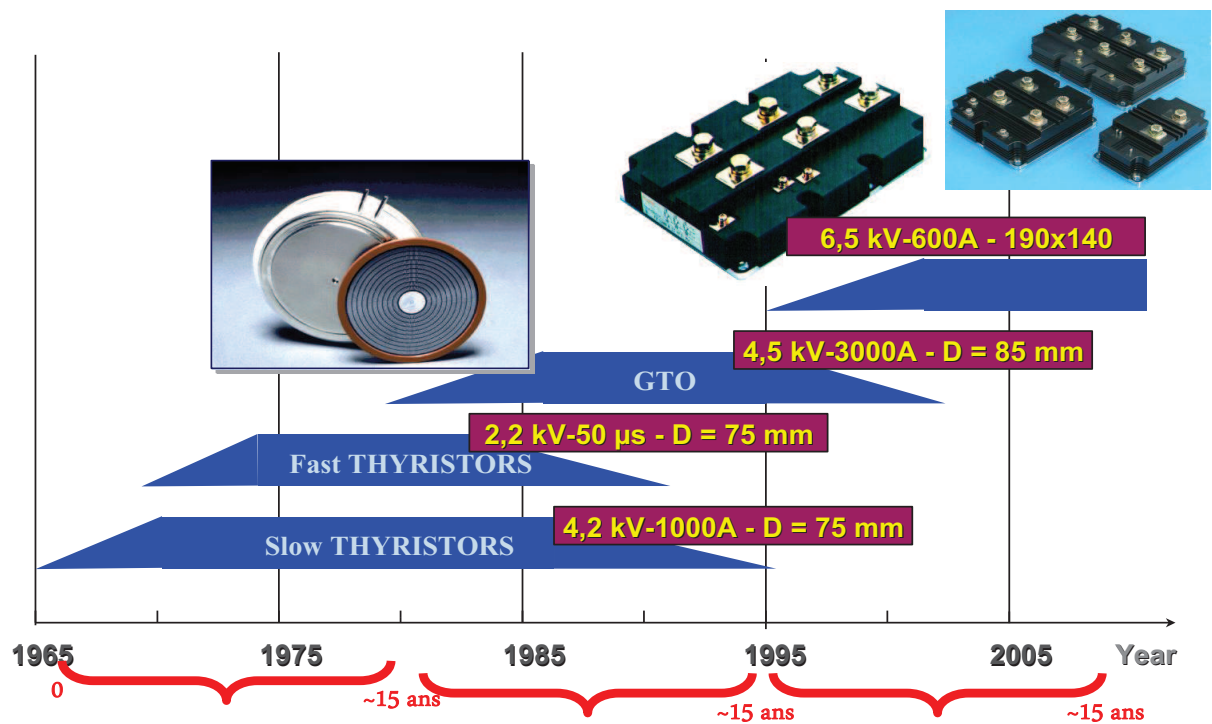 6,5 kV-600A - 190x140
4,5 kV-3000A - D = 85 mm
GTO
2,2 kV-50 µs - D = 75 mm
Fast THYRISTORS
4,2 kV-1000A - D = 75 mm
Slow THYRISTORS
1965 1975 1985 1995 2005 Year
0 ~15 ans ~15 ans ~15 ans